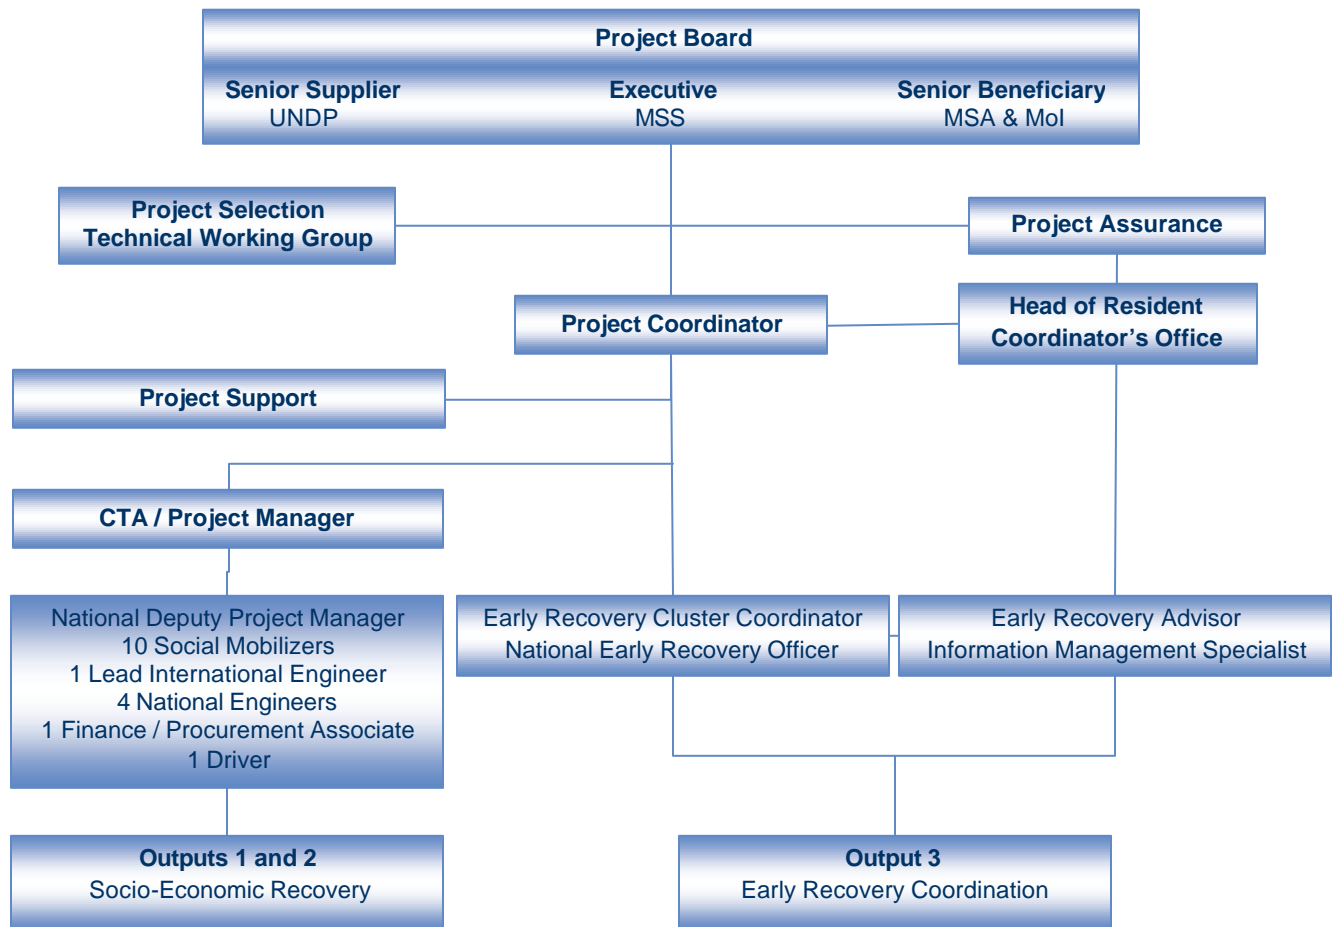 Project Board
Senior Supplier
UNDP
Executive
MSS
Senior Beneficiary
MSA & MoI
Project Selection
Technical Working Group
Project Assurance
Project Coordinator
Head of Resident
Coordinator’s Office
Project Support
CTA / Project Manager
National Deputy Project Manager
10 Social Mobilizers
1 Lead International Engineer
4 National Engineers
1 Finance / Procurement Associate
1 Driver
Early Recovery Cluster Coordinator
National Early Recovery Officer
Early Recovery Advisor
Information Management Specialist
Outputs 1 and 2
Socio-Economic Recovery
Output 3
Early Recovery Coordination